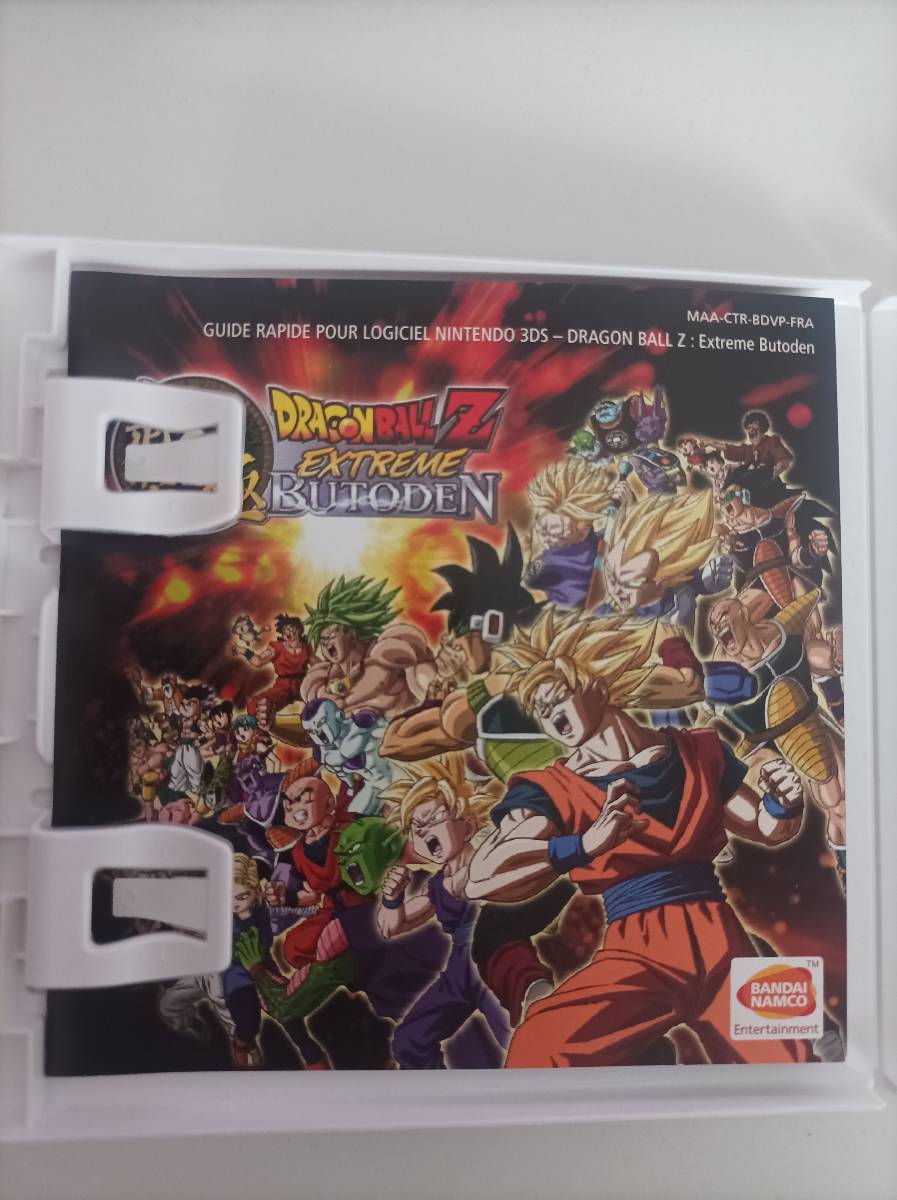 MAA-CTR-BDVP-FRA
GUIDE RAPIDE POUR LOGICIEL NINTENDO 3DS – DRAGON BALL Z : Extreme Butoden
DRAGON BALL Z
EXTREME
BUTODEN
TM
BANDAI
NAMCO
Entertainment